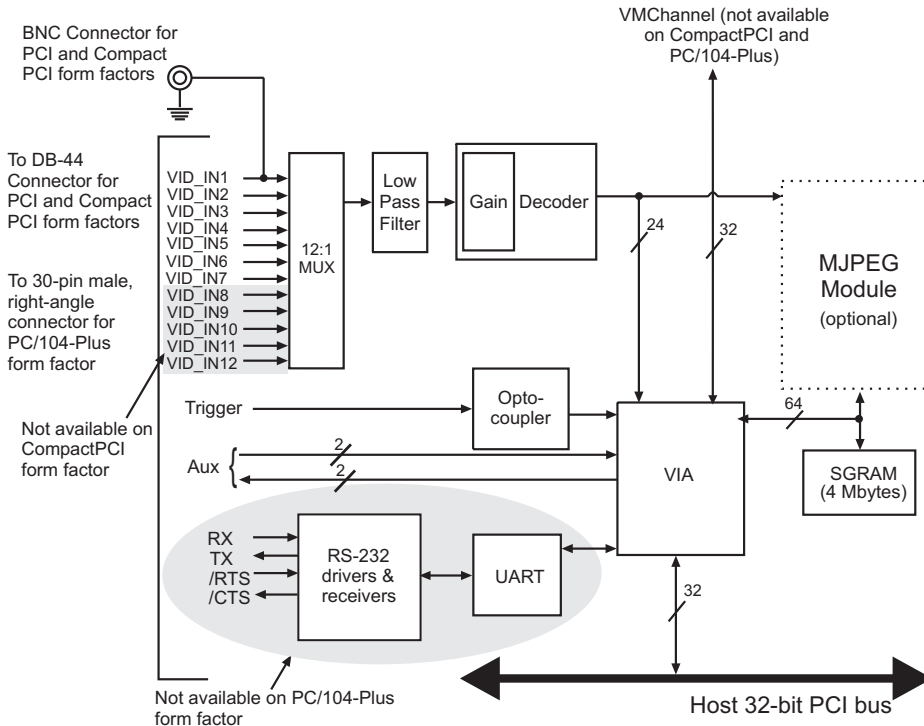 BNC Connector for
PCI and Compact
PCI form factors
VMChannel (not available
on CompactPCI and
PC/104-Plus)
To DB-44
Connector for
PCI and Compact
PCI form factors
To 30-pin male,
right-angle
connector for
PC/104-Plus
form factor
Not available on
CompactPCI
form factor
VID_IN1
VID_IN2
VID_IN3
VID_IN4
VID_IN5
VID_IN6
VID_IN7
VID_IN8
VID_IN9
VID_IN10
VID_IN11
VID_IN12
12:1
MUX
Low
Pass
Filter
Gain
Decoder
24
32
MJPEG
Module
(optional)
Trigger
Opto-
coupler
Aux
2
2
VIA
64
SGRAM
(4 Mbytes)
RX
TX
/RTS
/CTS
RS-232
drivers &
receivers
UART
32
Not available on PC/104-Plus
form factor
Host 32-bit PCI bus